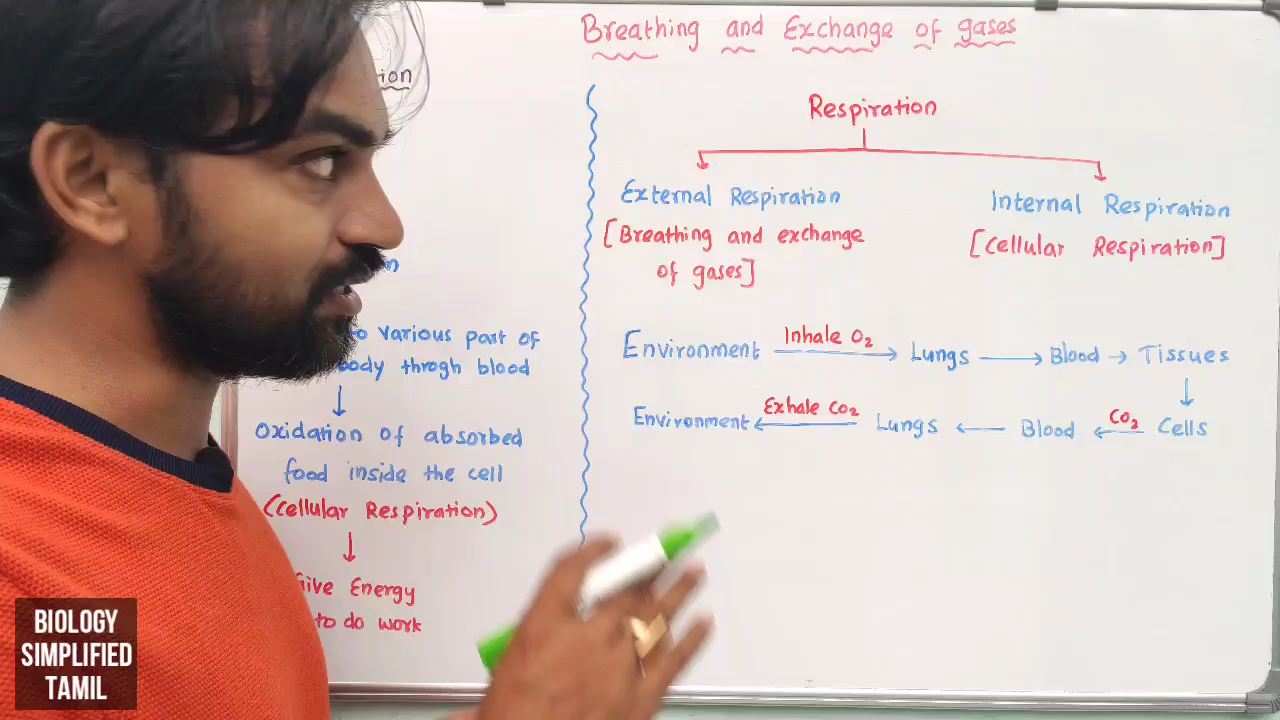 Breathing and Exchange of gases
Respiration
External Respiration
[Breathing and exchange
of gases]
Internal Respiration
[Cellular Respiration]
Environment Inhale O₂ Lungs → Blood → Tissues
↓
Environment Exhale CO₂ Lungs ← Blood CO₂ Cells
various part of
body throgh blood
↓
Oxidation of absorbed
food inside the cell
(Cellular Respiration)
↓
Give Energy
to do work
BIOLOGY
SIMPLIFIED
TAMIL